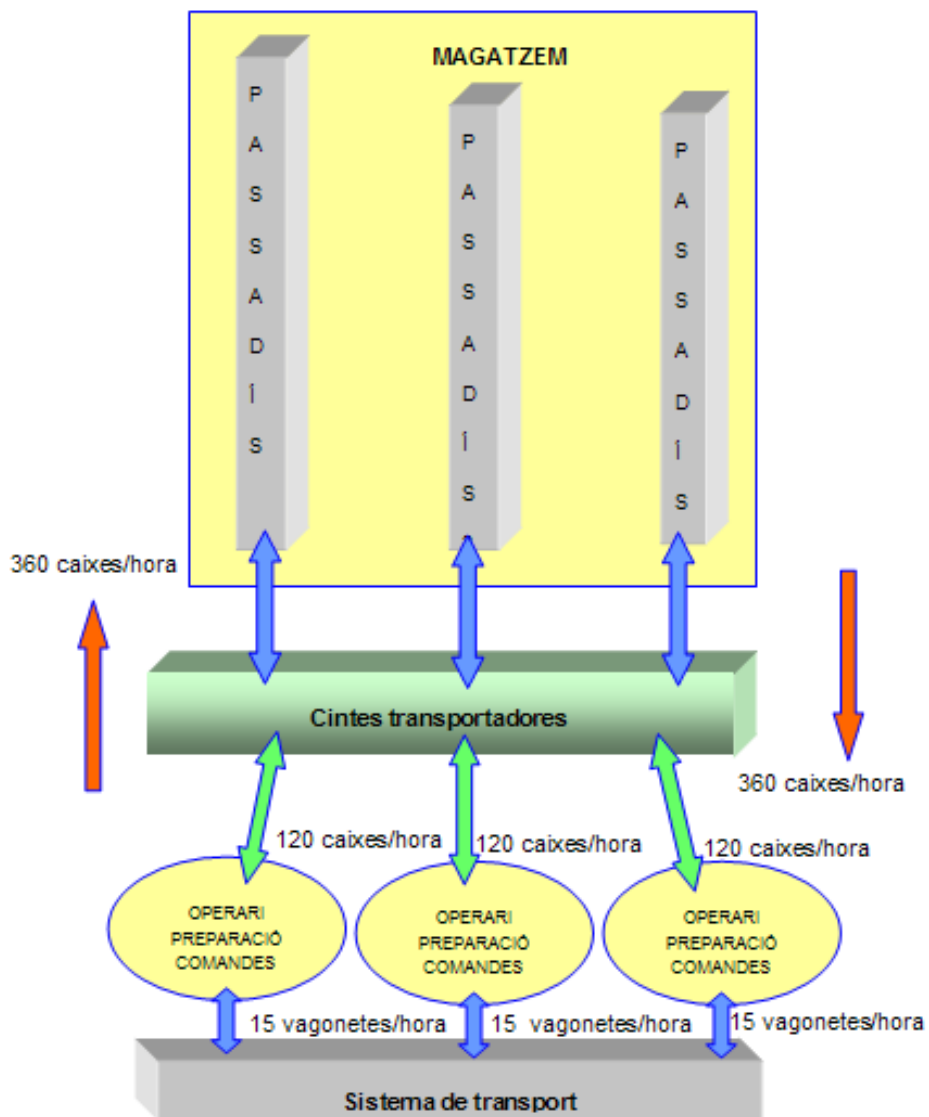 MAGATZEM
P
A
S
S
A
D
Í
S
P
A
S
S
A
D
Í
S
P
A
S
S
A
D
Í
S
360 caixes/hora
Cintes transportadores
360 caixes/hora
120 caixes/hora
120 caixes/hora
120 caixes/hora
OPERARI
PREPARACIÓ
COMANDES
OPERARI
PREPARACIÓ
COMANDES
OPERARI
PREPARACIÓ
COMANDES
15 vagonetes/hora
15 vagonetes/hora
15 vagonetes/hora
Sistema de transport